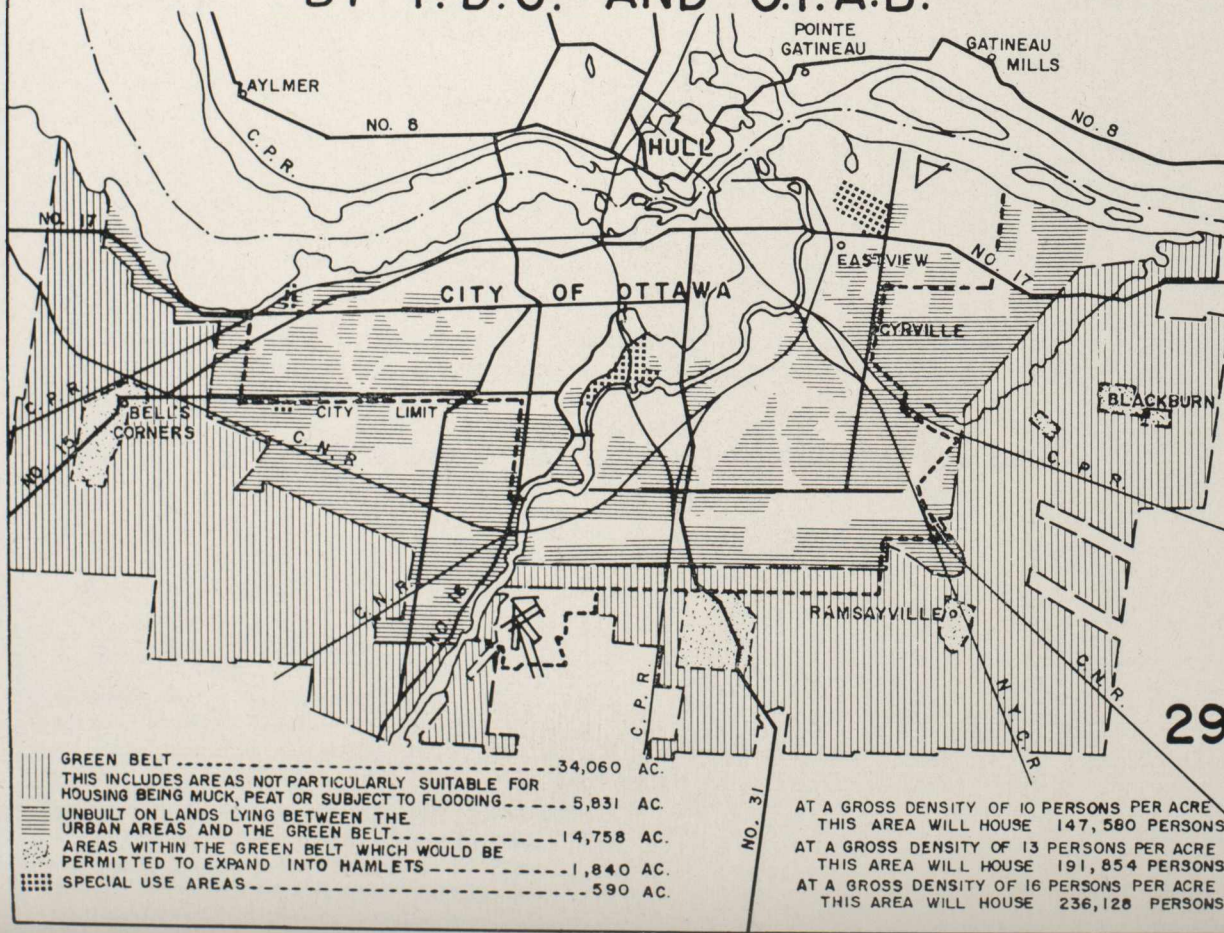 BY F.D.C. AND O.P.A.B.
POINTE
GATINEAU
GATINEAU
MILLS
AYLMER
NO. 8
NO. 8
C.P.R.
HULL
NO. 17
EASTVIEW
NO. 17
CITY OF OTTAWA
CYRVILLE
C.P.R.
BELL'S
CORNERS
CITY LIMIT
BLACKBURN
NO. 15
C.N.R.
C.P.R.
C.N.R.
NO. 16
RAMSAYVILLE
C.N.R.
C.P.R.
N.Y.C.R.
29
NO. 31
GREEN BELT 34,060 AC.
THIS INCLUDES AREAS NOT PARTICULARLY SUITABLE FOR
HOUSING BEING MUCK, PEAT OR SUBJECT TO FLOODING 5,831 AC.
UNBUILT ON LANDS LYING BETWEEN THE
URBAN AREAS AND THE GREEN BELT 14,758 AC.
AREAS WITHIN THE GREEN BELT WHICH WOULD BE
PERMITTED TO EXPAND INTO HAMLETS 1,840 AC.
SPECIAL USE AREAS 590 AC.
AT A GROSS DENSITY OF 10 PERSONS PER ACRE
THIS AREA WILL HOUSE 147,580 PERSONS
AT A GROSS DENSITY OF 13 PERSONS PER ACRE
THIS AREA WILL HOUSE 191,854 PERSONS
AT A GROSS DENSITY OF 16 PERSONS PER ACRE
THIS AREA WILL HOUSE 236,128 PERSONS